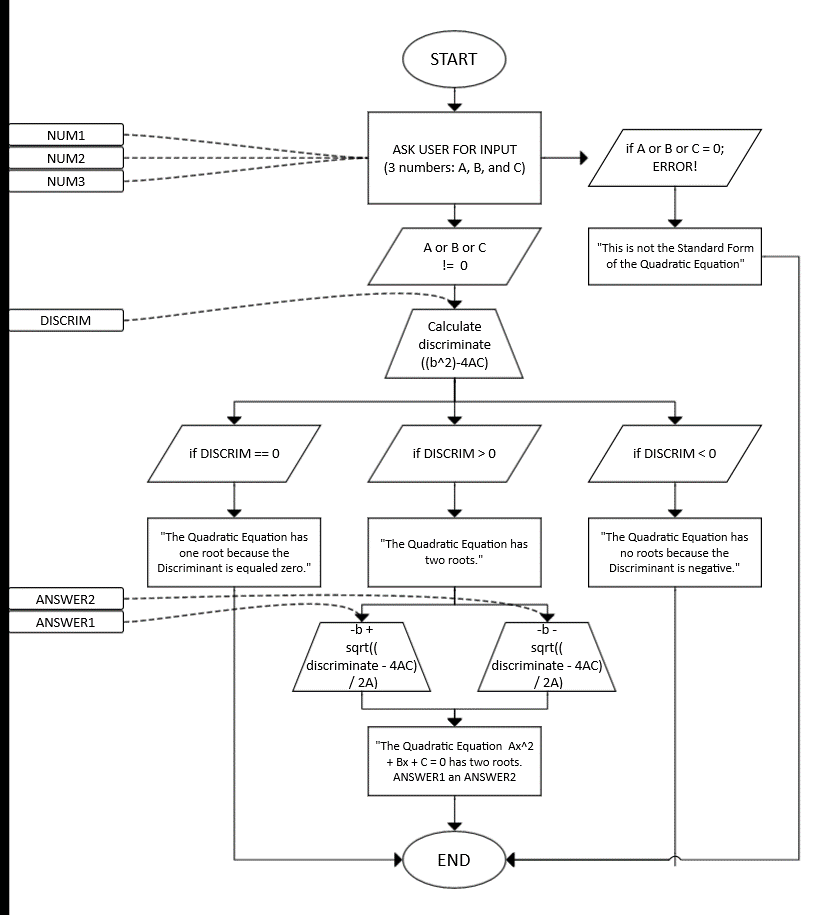 START
NUM1
NUM2
NUM3
ASK USER FOR INPUT
(3 numbers: A, B, and C)
if A or B or C = 0;
ERROR!
A or B or C
!= 0
"This is not the Standard Form
of the Quadratic Equation"
DISCRIM
Calculate
discriminate
((b^2)-4AC)
if DISCRIM == 0
if DISCRIM > 0
if DISCRIM < 0
"The Quadratic Equation has
one root because the
Discriminant is equaled zero."
"The Quadratic Equation has
two roots."
"The Quadratic Equation has
no roots because the
Discriminant is negative."
ANSWER2
ANSWER1
-b +
sqrt((
discriminate - 4AC)
/ 2A)
-b -
sqrt((
discriminate - 4AC)
/ 2A)
"The Quadratic Equation Ax^2
+ Bx + C = 0 has two roots.
ANSWER1 an ANSWER2
END